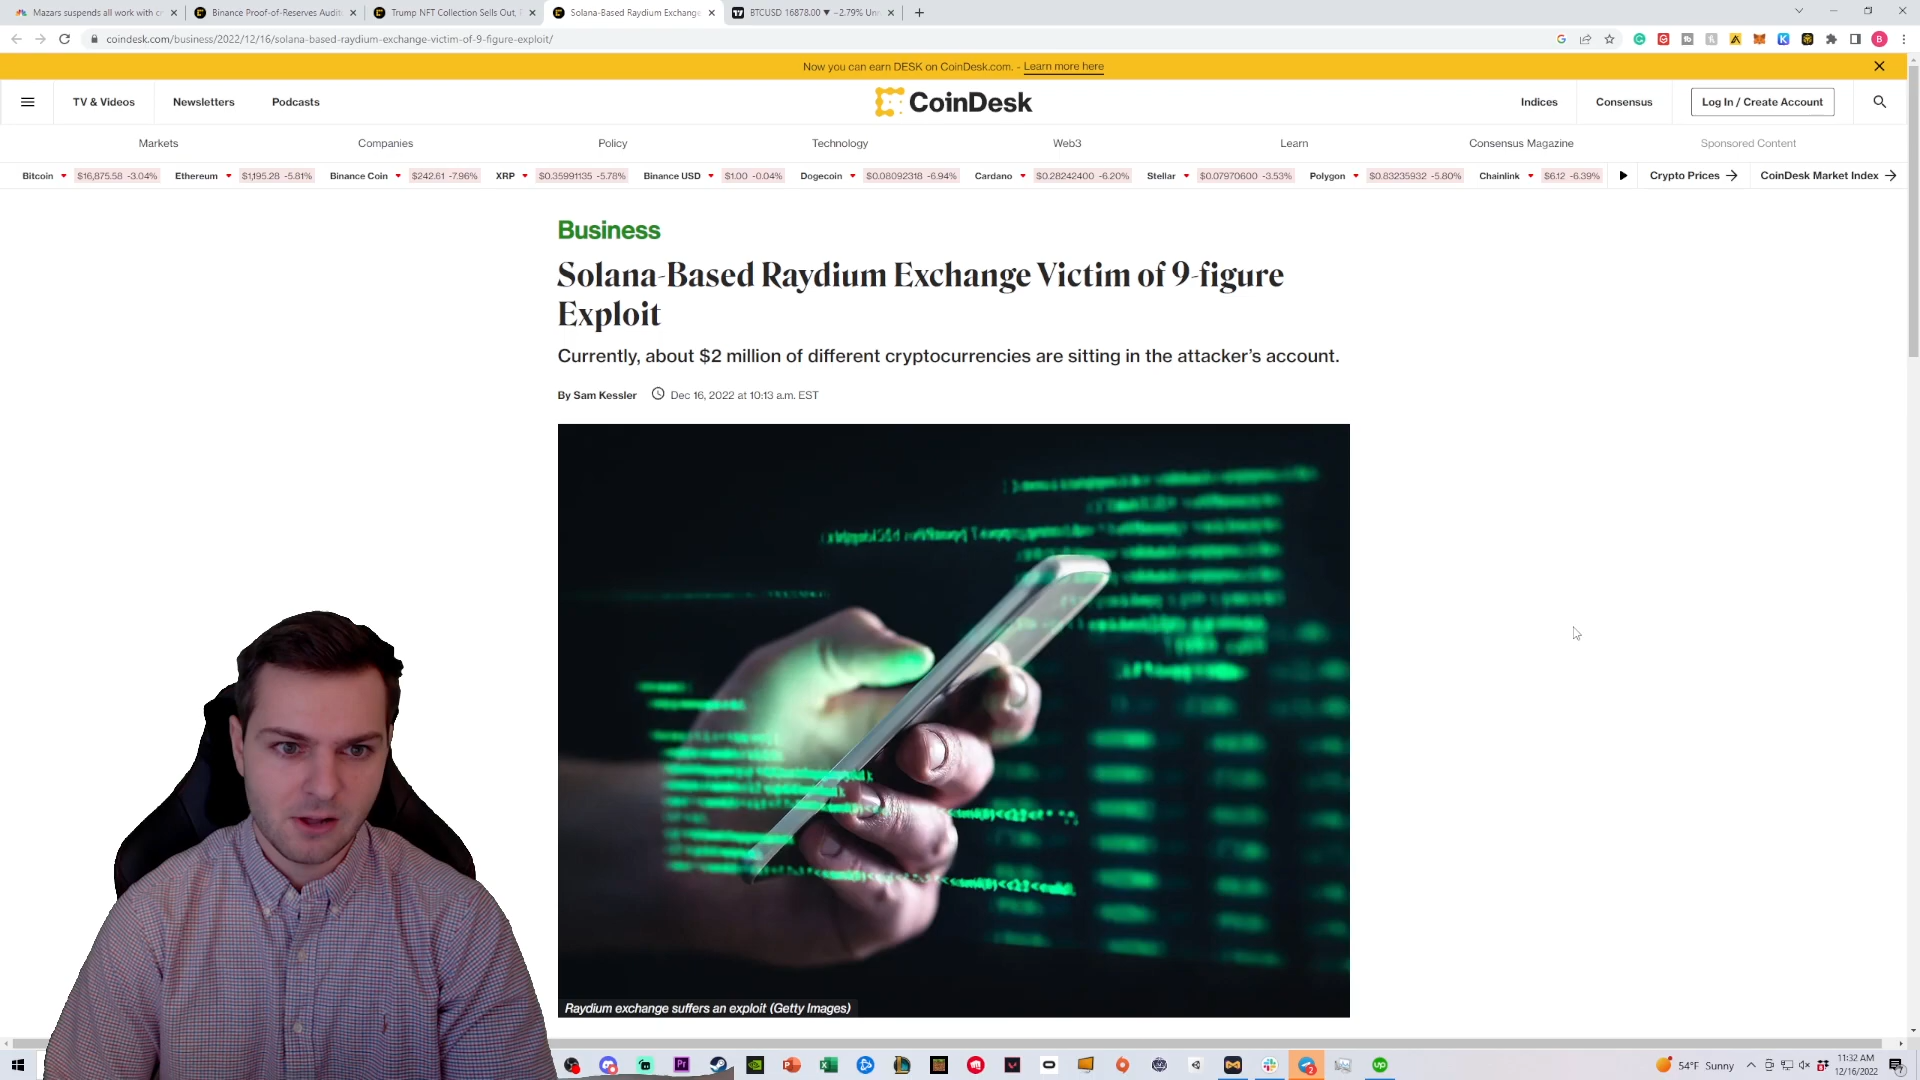 Mazars suspends all work with cr
Binance Proof-of-Reserves Audit
Trump NFT Collection Sells Out,
Solana-Based Raydium Exchange
BTCUSD 16878.00 ▼ −2.79% Unn
coindesk.com/business/2022/12/16/solana-based-raydium-exchange-victim-of-9-figure-exploit/
Now you can earn DESK on CoinDesk.com. - Learn more here
TV & Videos
Newsletters
Podcasts
CoinDesk
Indices
Consensus
Log In / Create Account
Markets
Companies
Policy
Technology
Web3
Learn
Consensus Magazine
Sponsored Content
Bitcoin $16,875.58 -3.04%
Ethereum $1,195.28 -5.81%
Binance Coin $242.61 -7.96%
XRP $0.35991135 -5.78%
Binance USD $1.00 -0.04%
Dogecoin $0.08092318 -6.94%
Cardano $0.28242400 -6.20%
Stellar $0.07970600 -3.53%
Polygon $0.83235932 -5.80%
Chainlink $6.12 -6.39%
Crypto Prices →
CoinDesk Market Index →
Business
Solana-Based Raydium Exchange Victim of 9-figure
Exploit
Currently, about $2 million of different cryptocurrencies are sitting in the attacker's account.
By Sam Kessler
Dec 16, 2022 at 10:13 a.m. EST
Raydium exchange suffers an exploit (Getty Images)
54°F Sunny
11:32 AM
12/16/2022